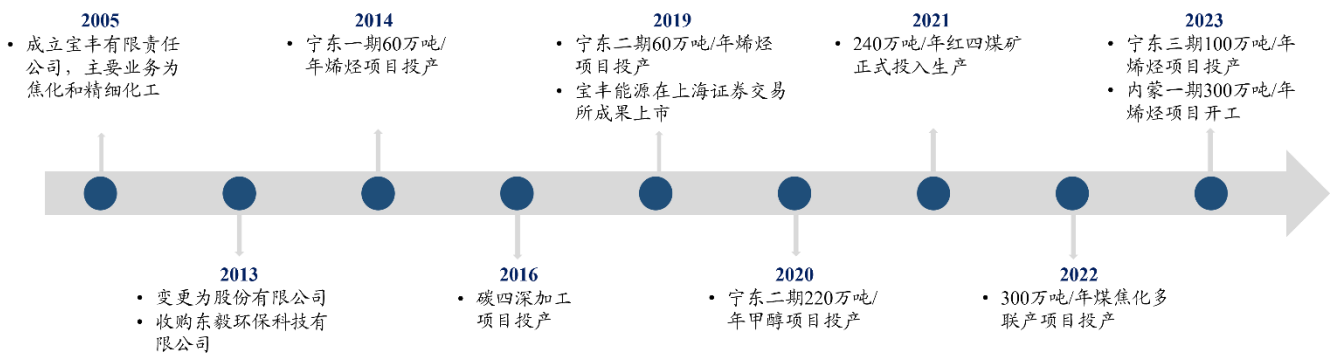 2005
• 成立宝丰有限责任
公司，主要业务为
焦化和精细化工
2014
• 宁东一期60万吨/
年烯烃项目投产
2019
• 宁东二期60万吨/年烯烃
项目投产
• 宝丰能源在上海证券交易
所成果上市
2021
• 240万吨/年红四煤矿
正式投入生产
2023
• 宁东三期100万吨/年
烯烃项目投产
• 内蒙一期300万吨/年
烯烃项目开工
2013
• 变更为股份有限公司
• 收购东毅环保科技有
限公司
2016
• 碳四深加工
项目投产
2020
• 宁东二期220万吨/
年甲醇项目投产
2022
• 300万吨/年煤焦化多
联产项目投产